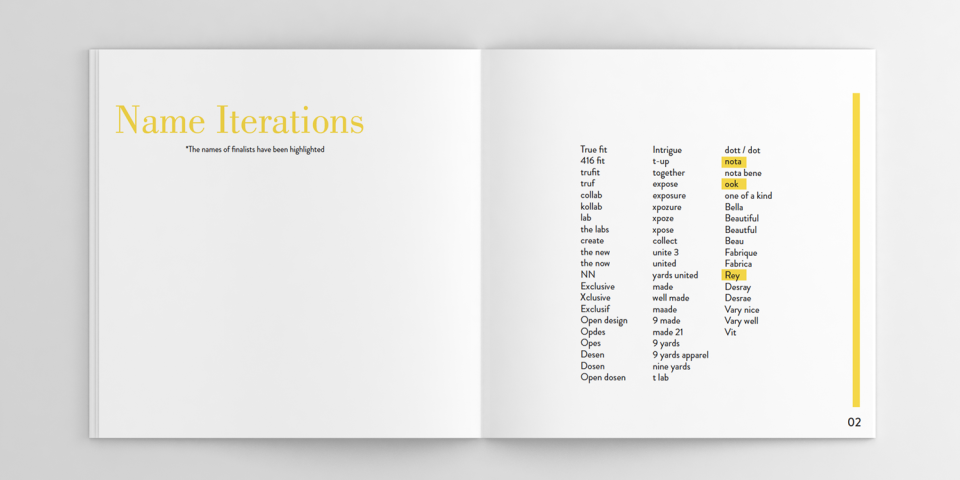 Name Iterations
*The names of finalists have been highlighted
True fit
416 fit
trufit
truf
collab
kollab
lab
the labs
create
the new
the now
NN
Exclusive
Xclusive
Exclusif
Open design
Opdes
Opes
Desen
Dosen
Open dosen
Intrigue
t-up
together
expose
exposure
xpozure
xpoze
xpose
collect
unite 3
united
yards united
made
well made
maade
9 made
made 21
9 yards
9 yards apparel
nine yards
t lab
dott / dot
nota
nota bene
ook
one of a kind
Bella
Beautiful
Beautful
Beau
Fabrique
Fabrica
Rey
Desray
Desrae
Vary nice
Vary well
Vit
02